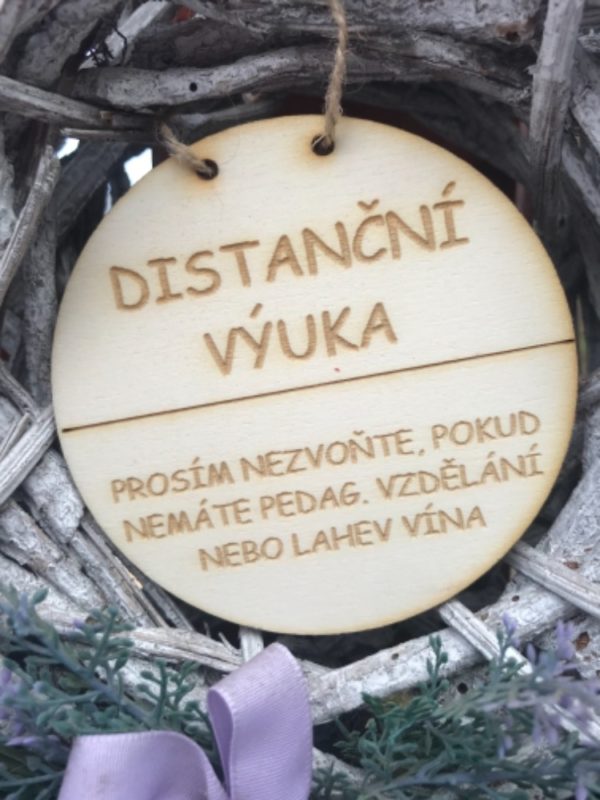 DISTANČNÍ
VÝUKA
PROSÍM NEZVOŇTE, POKUD
NEMÁTE PEDAG. VZDĚLÁNÍ
NEBO LAHEV VÍNA